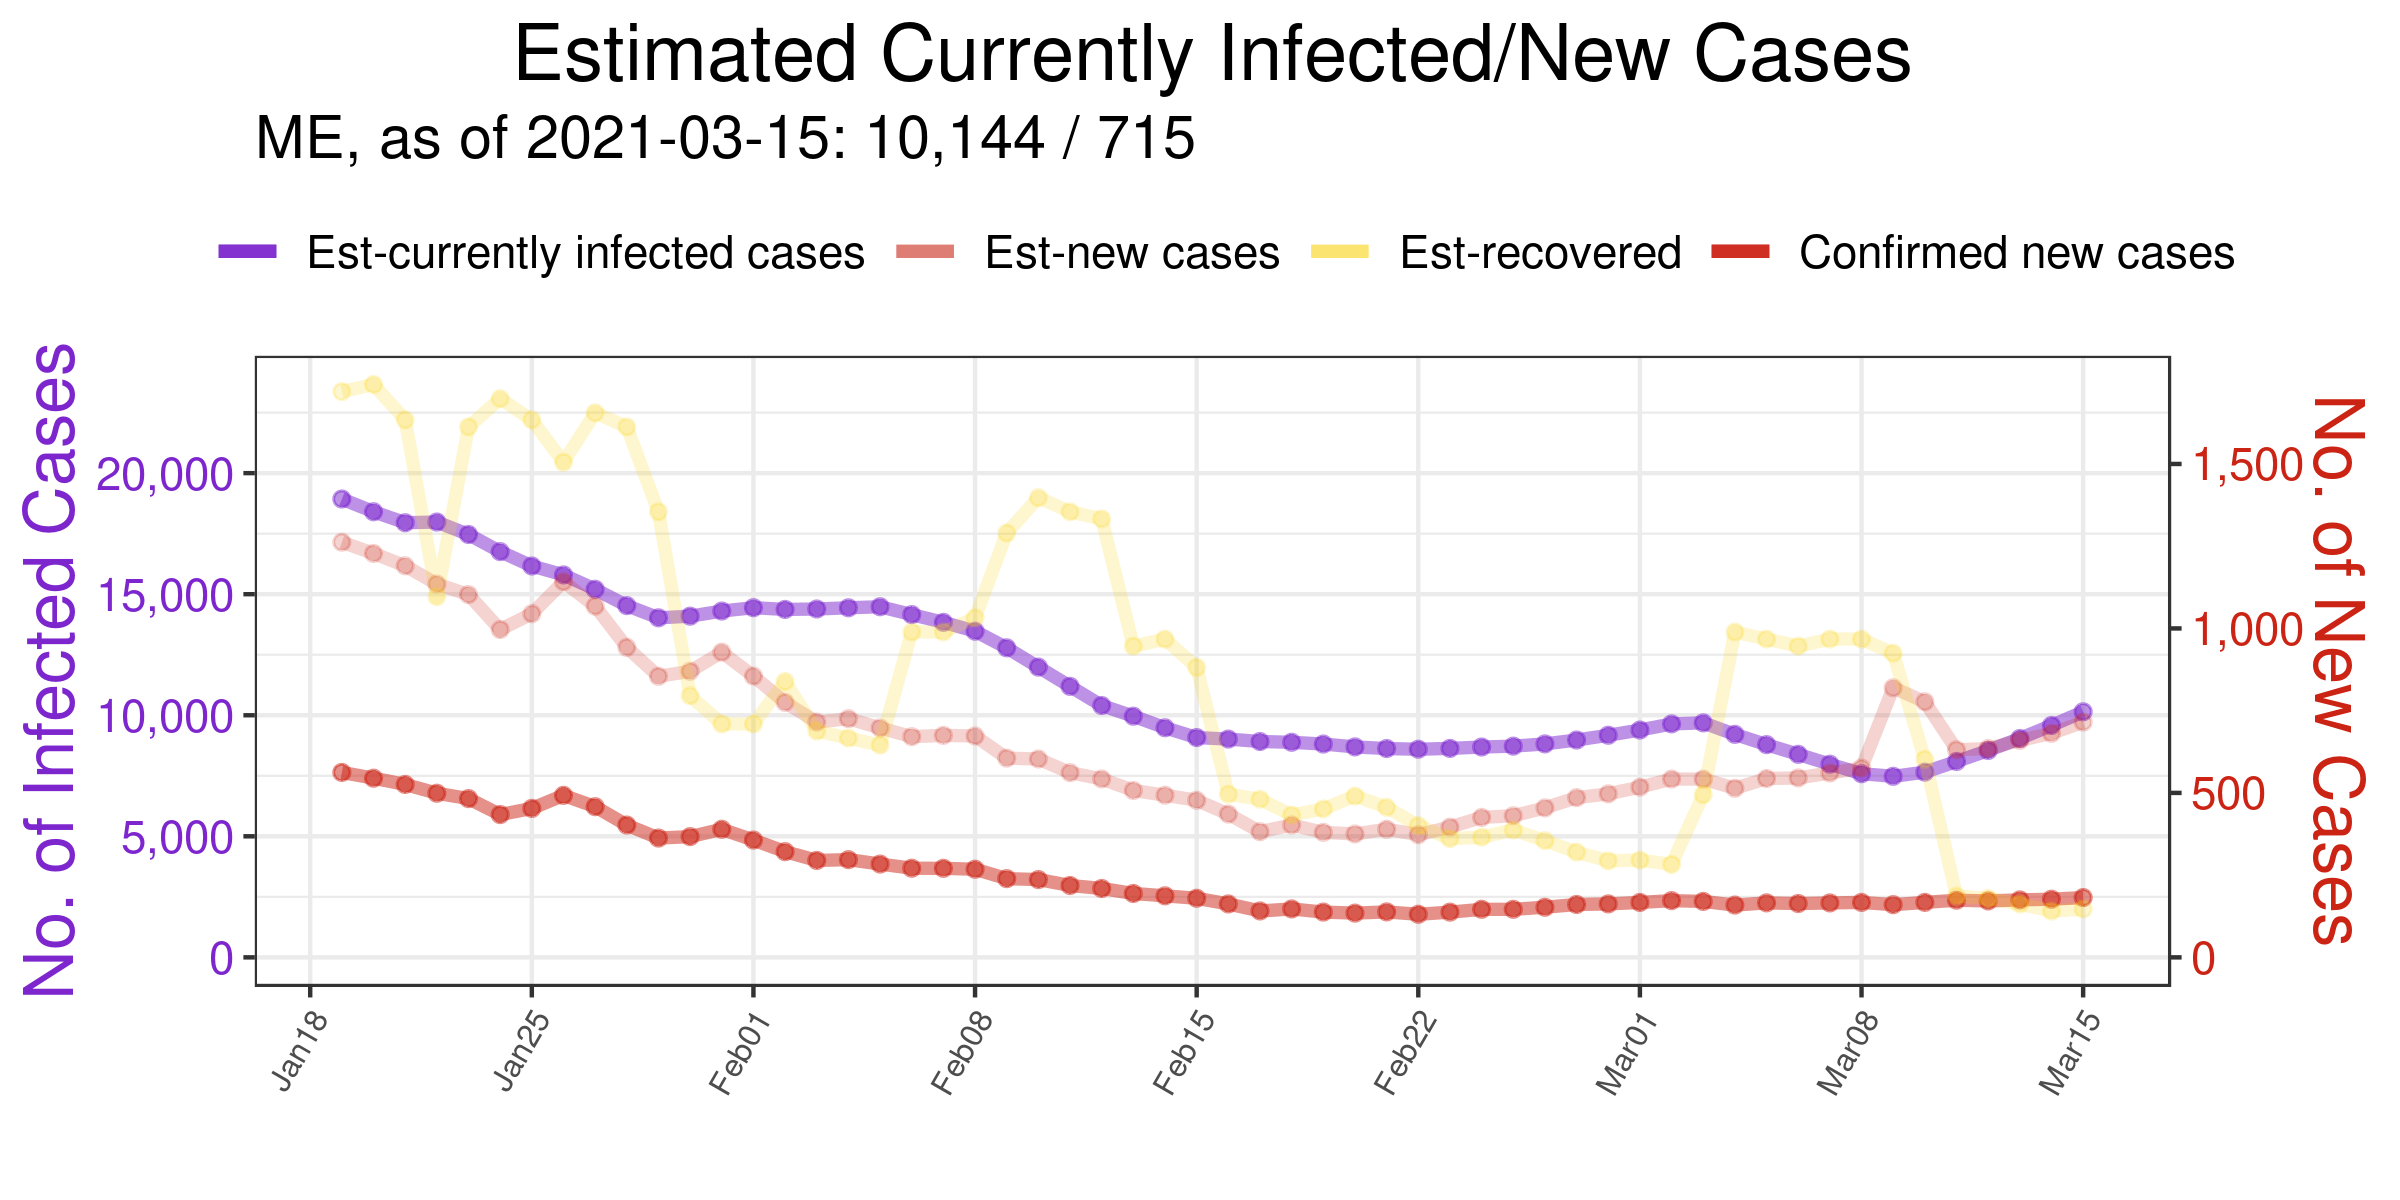 Estimated Currently Infected/New Cases
ME, as of 2021-03-15: 10,144 / 715
Est-currently infected cases Est-new cases Est-recovered Confirmed new cases
No. of Infected Cases
20,000
15,000
10,000
5,000
0
1,500
1,000
500
0
No. of New Cases
Jan18 Jan25 Feb01 Feb08 Feb15 Feb22 Mar01 Mar08 Mar15